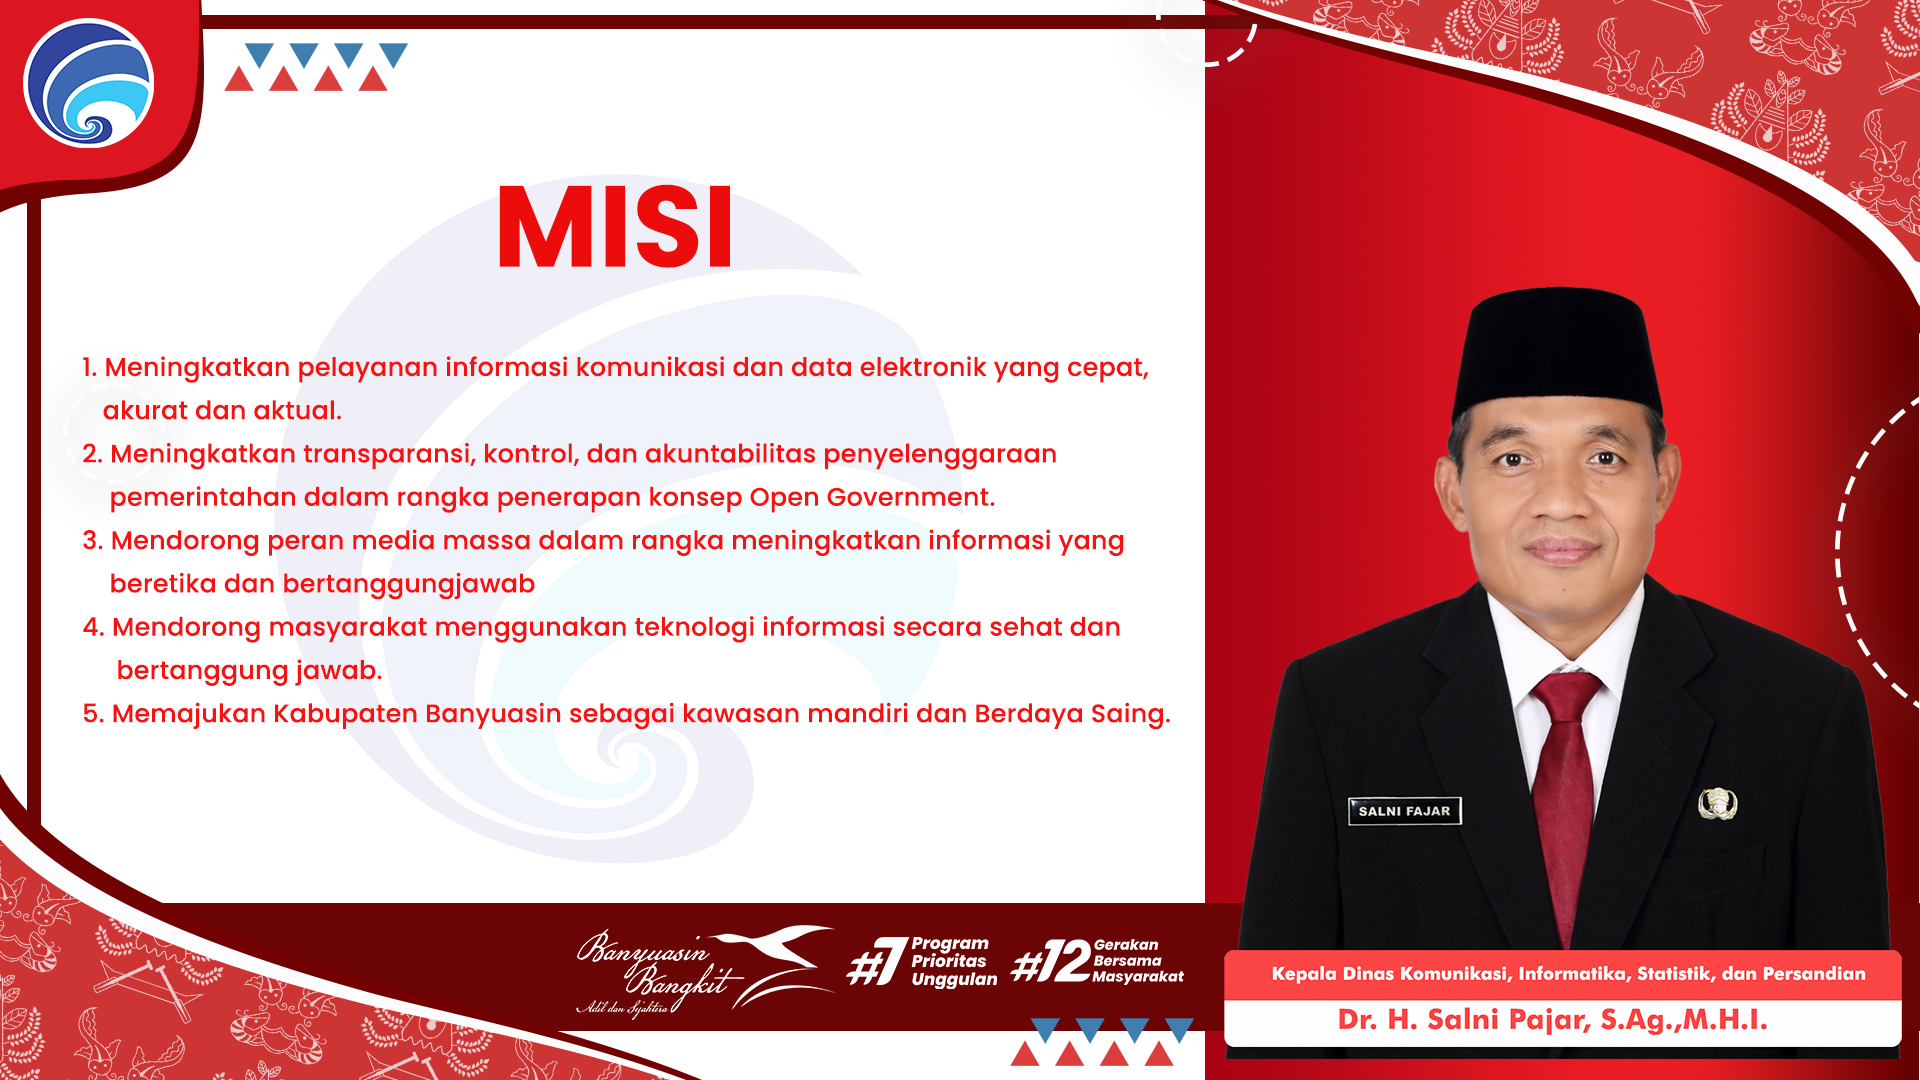 MISI
1. Meningkatkan pelayanan informasi komunikasi dan data elektronik yang cepat,
akurat dan aktual.
2. Meningkatkan transparansi, kontrol, dan akuntabilitas penyelenggaraan
pemerintahan dalam rangka penerapan konsep Open Government.
3. Mendorong peran media massa dalam rangka meningkatkan informasi yang
beretika dan bertanggungjawab
4. Mendorong masyarakat menggunakan teknologi informasi secara sehat dan
bertanggung jawab.
5. Memajukan Kabupaten Banyuasin sebagai kawasan mandiri dan Berdaya Saing.
SALNI FAJAR
Banyuasin
Bangkit
Adil dan Sejahtera
#7 Program
Prioritas
Unggulan
#12 Gerakan
Bersama
Masyarakat
Kepala Dinas Komunikasi, Informatika, Statistik, dan Persandian
Dr. H. Salni Pajar, S.Ag.,M.H.I.